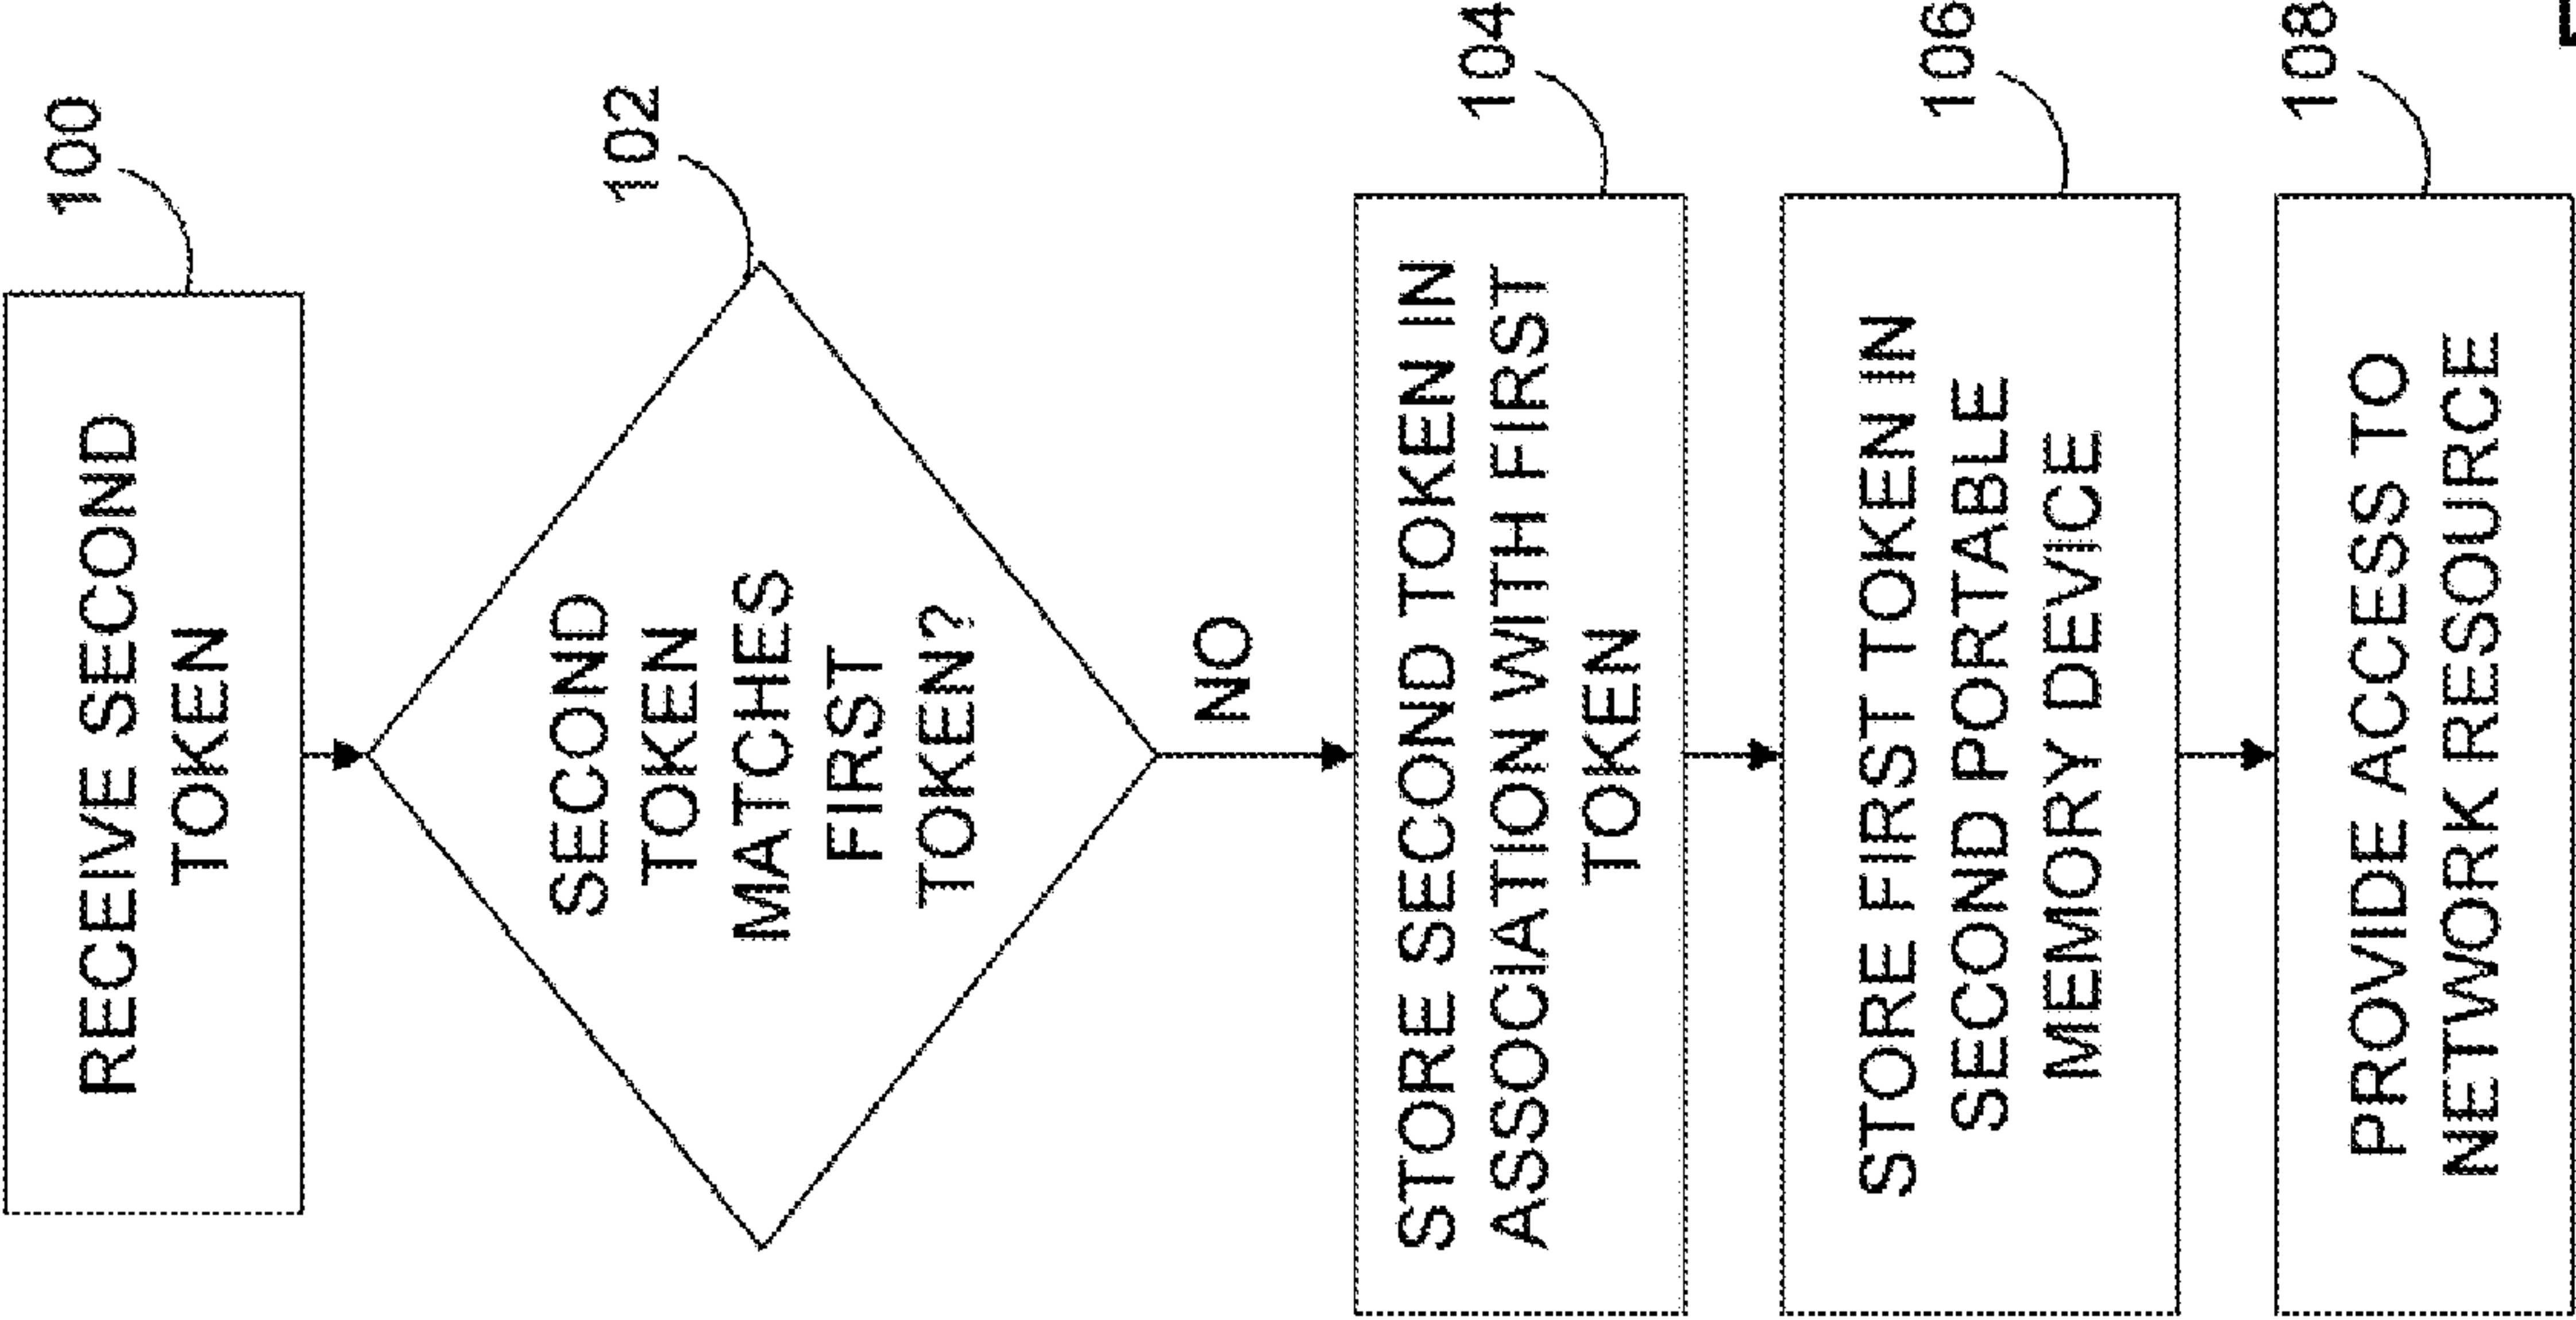 100
RECEIVE SECOND
TOKEN
102
SECOND
TOKEN
MATCHES
FIRST
TOKEN?
NO
104
STORE SECOND TOKEN IN
ASSOCIATION WITH FIRST
TOKEN
106
STORE FIRST TOKEN IN
SECOND PORTABLE
MEMORY DEVICE
108
PROVIDE ACCESS TO
NETWORK RESOURCE